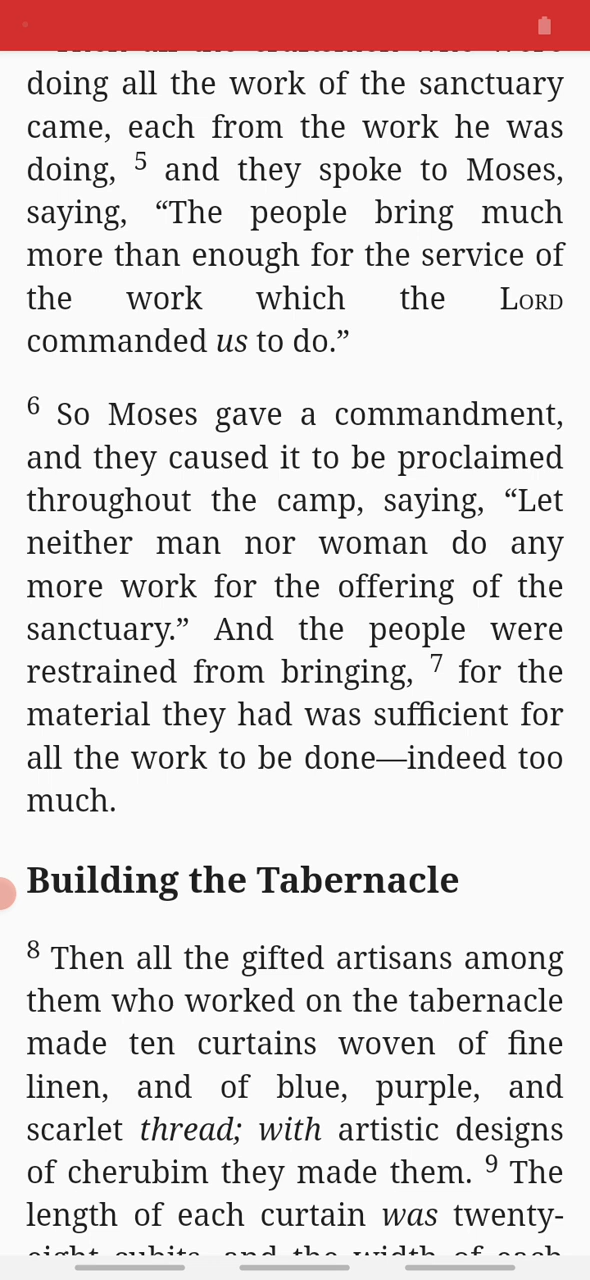 doing all the work of the sanctuary
came, each from the work he was
doing, 5 and they spoke to Moses,
saying, “The people bring much
more than enough for the service of
the work which the LORD
commanded us to do.”
6 So Moses gave a commandment,
and they caused it to be proclaimed
throughout the camp, saying, “Let
neither man nor woman do any
more work for the offering of the
sanctuary.” And the people were
restrained from bringing, 7 for the
material they had was sufficient for
all the work to be done—indeed too
much.
Building the Tabernacle
8 Then all the gifted artisans among
them who worked on the tabernacle
made ten curtains woven of fine
linen, and of blue, purple, and
scarlet thread; with artistic designs
of cherubim they made them. 9 The
length of each curtain was twenty-
eight cubits, and the width of each